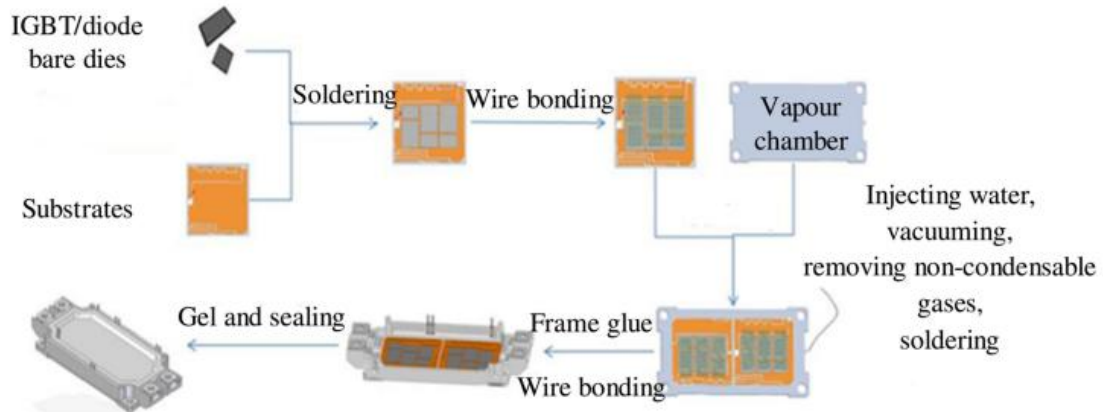 IGBT/diode
bare dies
Soldering
Wire bonding
Vapour
chamber
Substrates
Injecting water,
vacuuming,
removing non-condensable
gases,
soldering
Gel and sealing
Frame glue
Wire bonding